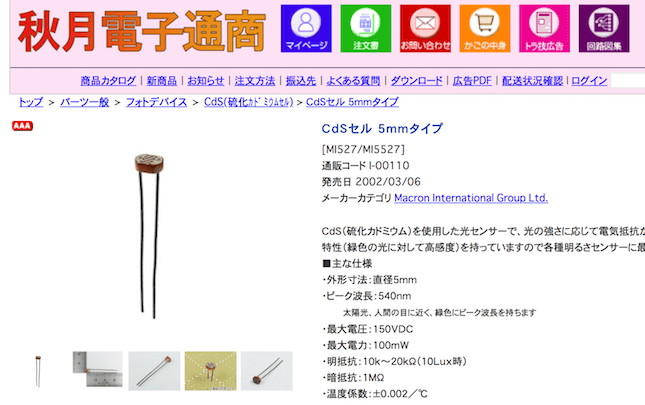 秋月電子通商
マイページ 注文書 お問い合わせ かごの中身 トラ技広告 回路図集
商品カタログ | 新商品 | お知らせ | 注文方法 | 振込先 | よくある質問 | ダウンロード | 広告PDF | 配送状況確認 | ログイン
トップ > パーツ一般 > フォトデバイス > CdS(硫化ｶﾄﾞﾐｳﾑｾﾙ) > CdSセル 5mmタイプ
AAA
CdSセル 5mmタイプ
[MI527/MI5527]
通販コード I-00110
発売日 2002/03/06
メーカーカテゴリ Macron International Group Ltd.
CdS(硫化カドミウム)を使用した光センサーで、光の強さに応じて電気抵抗が
特性(緑色の光に対して高感度)を持っていますので各種明るさセンサーに最
■主な仕様
・外形寸法：直径5mm
・ピーク波長：540nm
太陽光、人間の目に近く、緑色にピーク波長を持ちます
・最大電圧：150VDC
・最大電力：100mW
・明抵抗：10k～20kΩ(10Lux時)
・暗抵抗：1MΩ
・温度係数：±0.002／℃